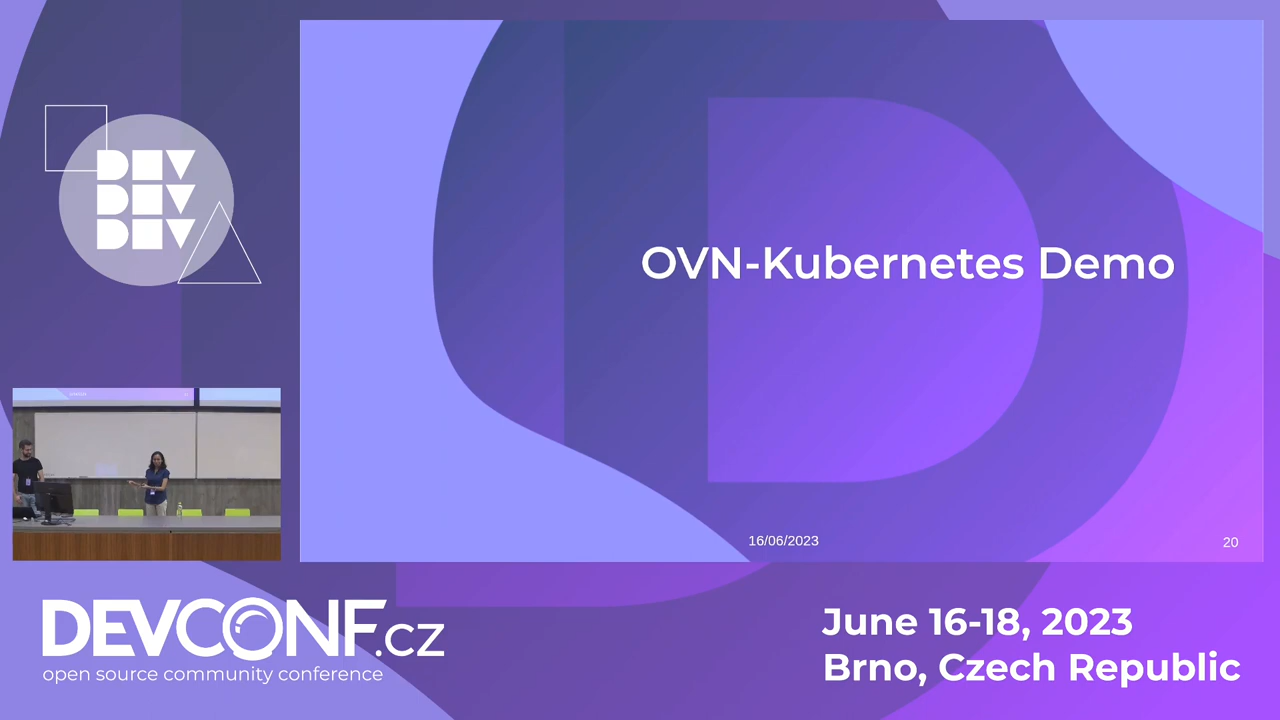 DEV
DEV
DEV
OVN-Kubernetes Demo
16/06/2023
20
DEVCONF.cz
open source community conference
June 16-18, 2023
Brno, Czech Republic